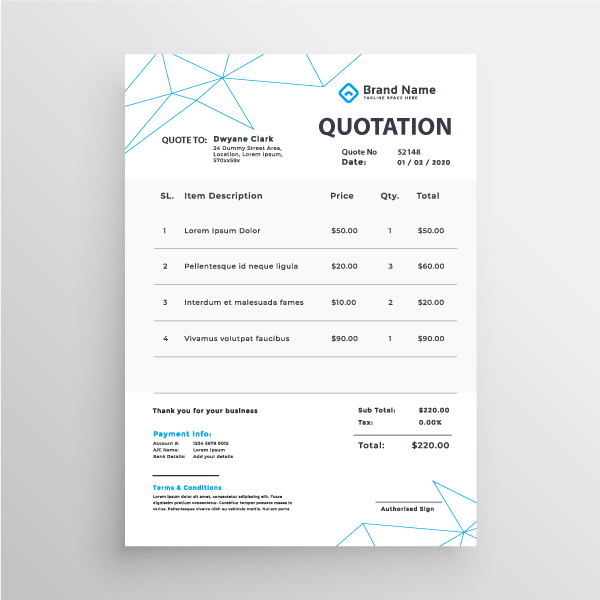 Brand Name
TAGLINE SPACE HERE
QUOTATION
QUOTE TO: Dwyane Clark
24 Dummy Street Area,
Location, Lorem Ipsum,
570xx59x
Quote No 52148
Date: 01 / 02 / 2020
SL. Item Description Price Qty. Total
1 Lorem Ipsum Dolor $50.00 1 $50.00
2 Pellentesque id neque ligula $20.00 3 $60.00
3 Interdum et malesuada fames $10.00 2 $20.00
4 Vivamus volutpat faucibus $90.00 1 $90.00
Thank you for your business
Sub Total: $220.00
Tax: 0.00%
Total: $220.00
Payment Info:
Account #: 1234 5678 9012
A/C Name: Lorem Ipsum
Bank Details: Add your details
Terms & Conditions
Lorem ipsum dolor sit amet, consectetur adipiscing elit. Fusce
dignissim pretium consectetur. Curabitur tempor posuere massa in
varius. Pellentesque viverra nibh eu vehicula mattis. Nullam porta
Authorised Sign